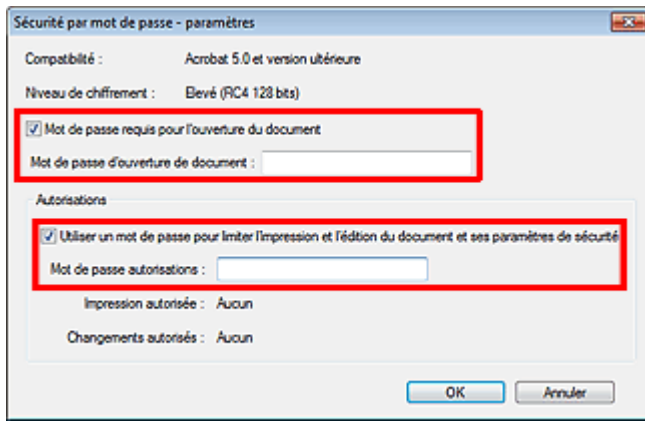 Sécurité par mot de passe - paramètres
Compatibilité : Acrobat 5.0 et version ultérieure
Niveau de chiffrement : Elevé (RC4 128 bits)
Mot de passe requis pour l'ouverture du document
Mot de passe d'ouverture de document :
Autorisations
Utiliser un mot de passe pour limiter l'impression et l'édition du document et ses paramètres de sécurité
Mot de passe autorisations :
Impression autorisée : Aucun
Changements autorisés : Aucun
OK Annuler